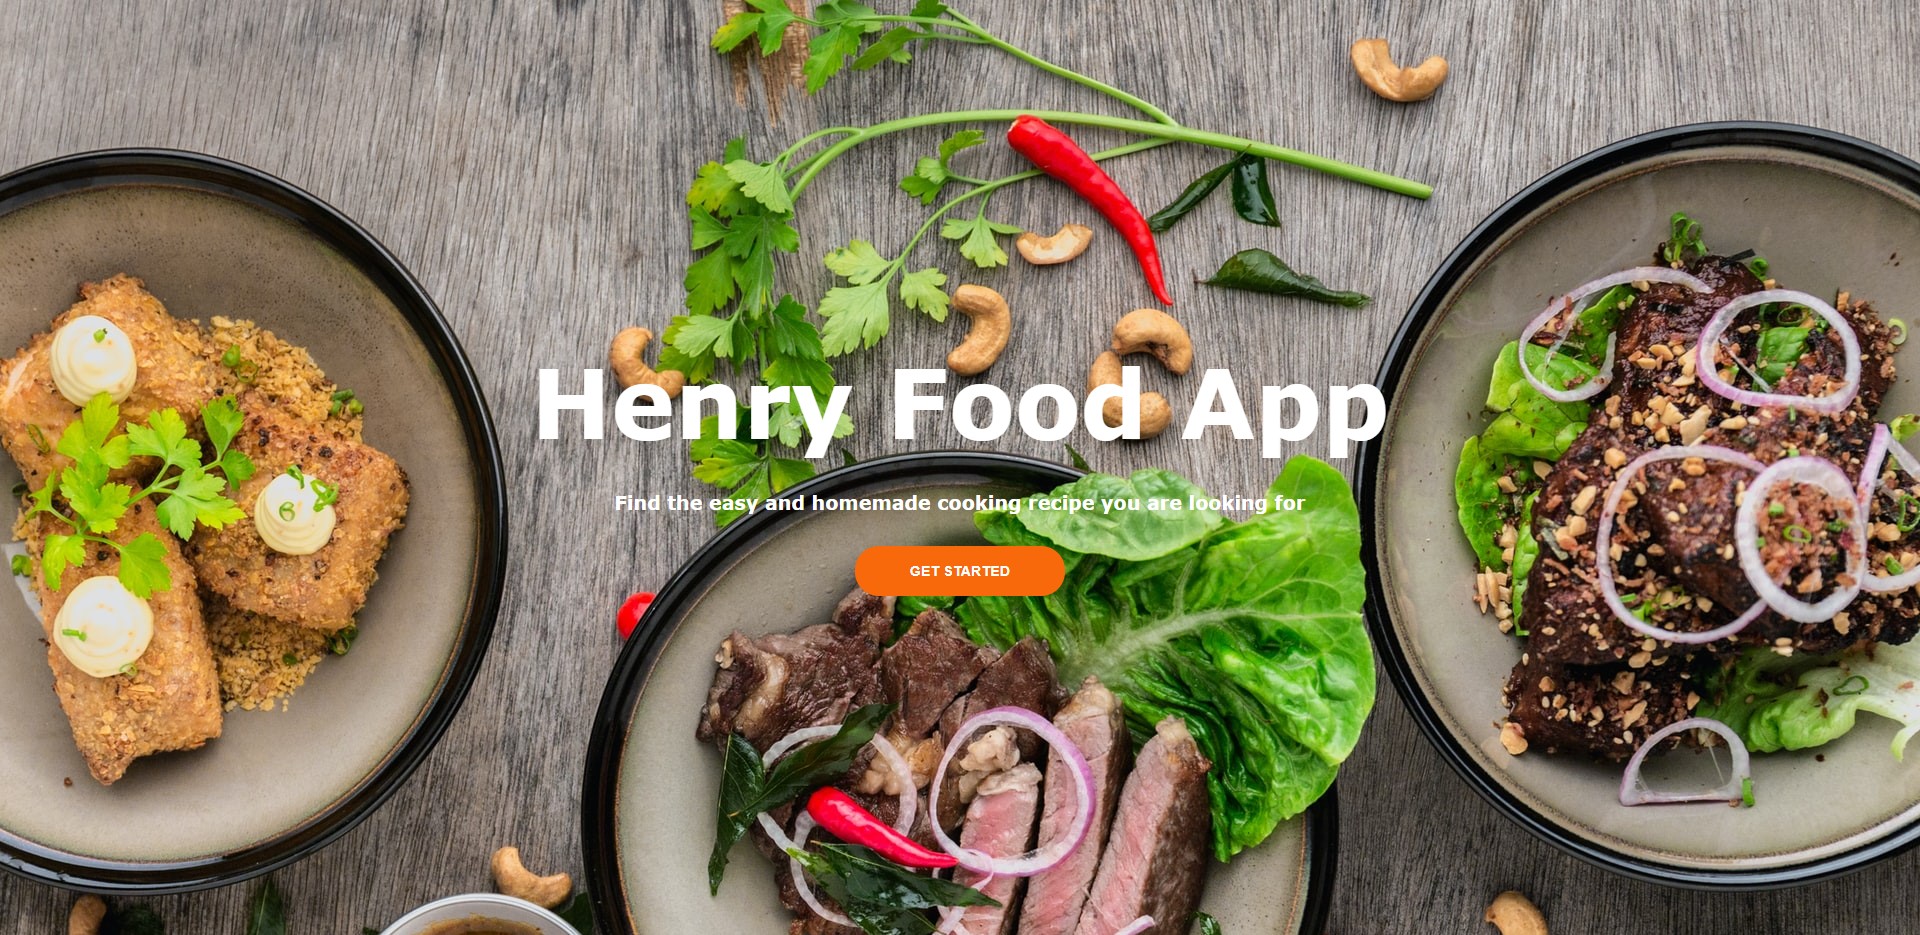 Henry Food App
Find the easy and homemade cooking recipe you are looking for
GET STARTED